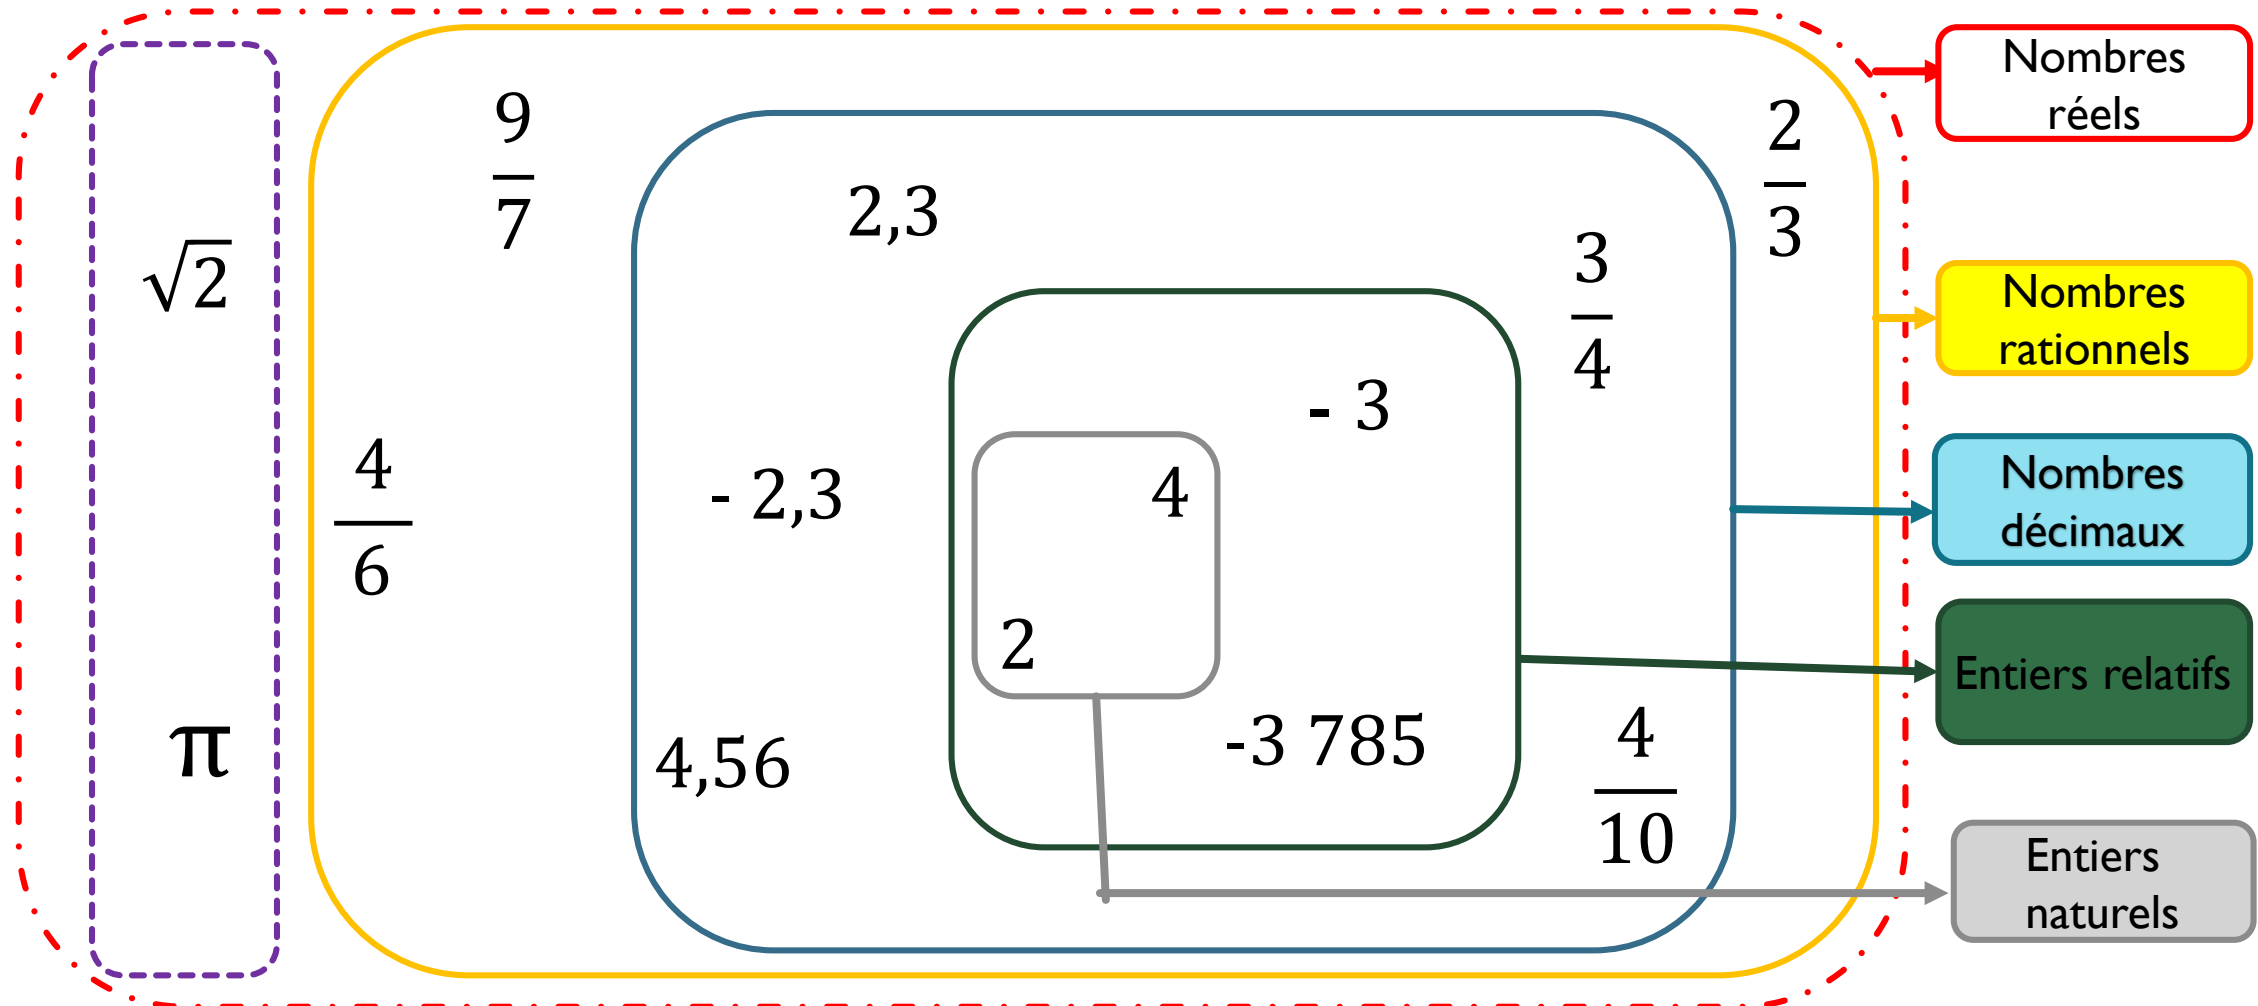 Nombres
réels
9/7
2/3
2,3
√2
3/4
Nombres
rationnels
- 3
4/6
- 2,3
4
Nombres
décimaux
2
Entiers relatifs
π
4,56
-3 785
4/10
Entiers
naturels